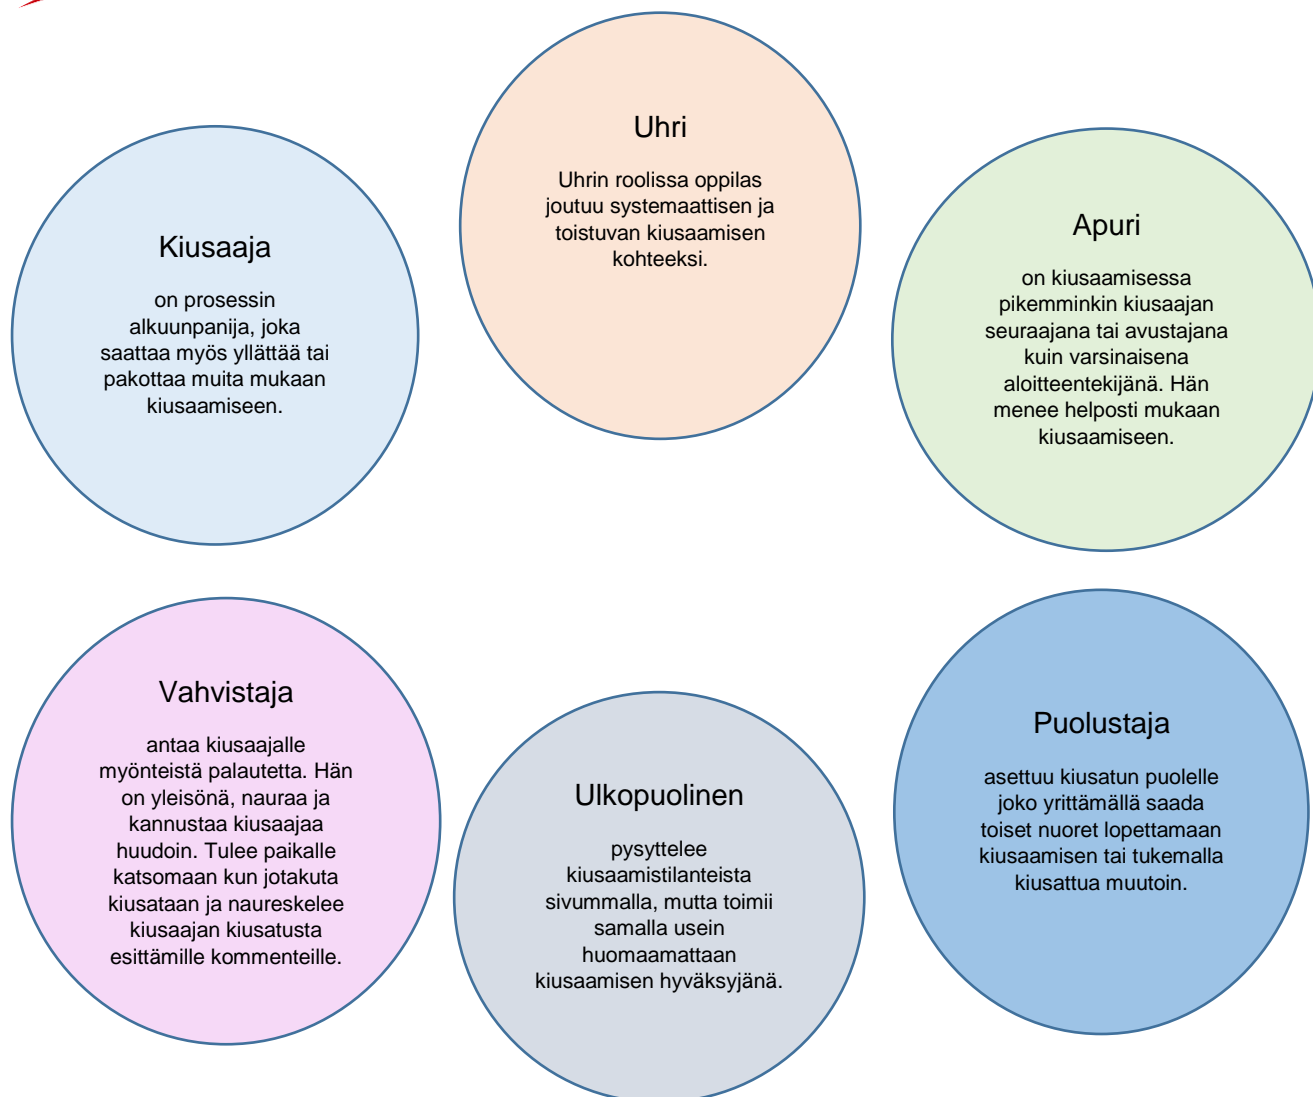 Uhri
Uhrin roolissa oppilas
joutuu systemaattisen ja
toistuvan kiusaamisen
kohteeksi.
Kiusaaja
on prosessin
alkuunpanija, joka
saattaa myös yllättää tai
pakottaa muita mukaan
kiusaamiseen.
Apuri
on kiusaamisessa
pikemminkin kiusaajan
seuraajana tai avustajana
kuin varsinaisena
aloitteentekijänä. Hän
menee helposti mukaan
kiusaamiseen.
Vahvistaja
antaa kiusaajalle
myönteistä palautetta. Hän
on yleisönä, nauraa ja
kannustaa kiusaajaa
huudoin. Tulee paikalle
katsomaan kun jotakuta
kiusataan ja naureskelee
kiusaajan kiusatusta
esittämille kommenteille.
Ulkopuolinen
pysyttelee
kiusaamistilanteista
sivummalla, mutta toimii
samalla usein
huomaamattaan
kiusaamisen hyväksyjänä.
Puolustaja
asettuu kiusatun puolelle
joko yrittämällä saada
toiset nuoret lopettamaan
kiusaamisen tai tukemalla
kiusattua muutoin.